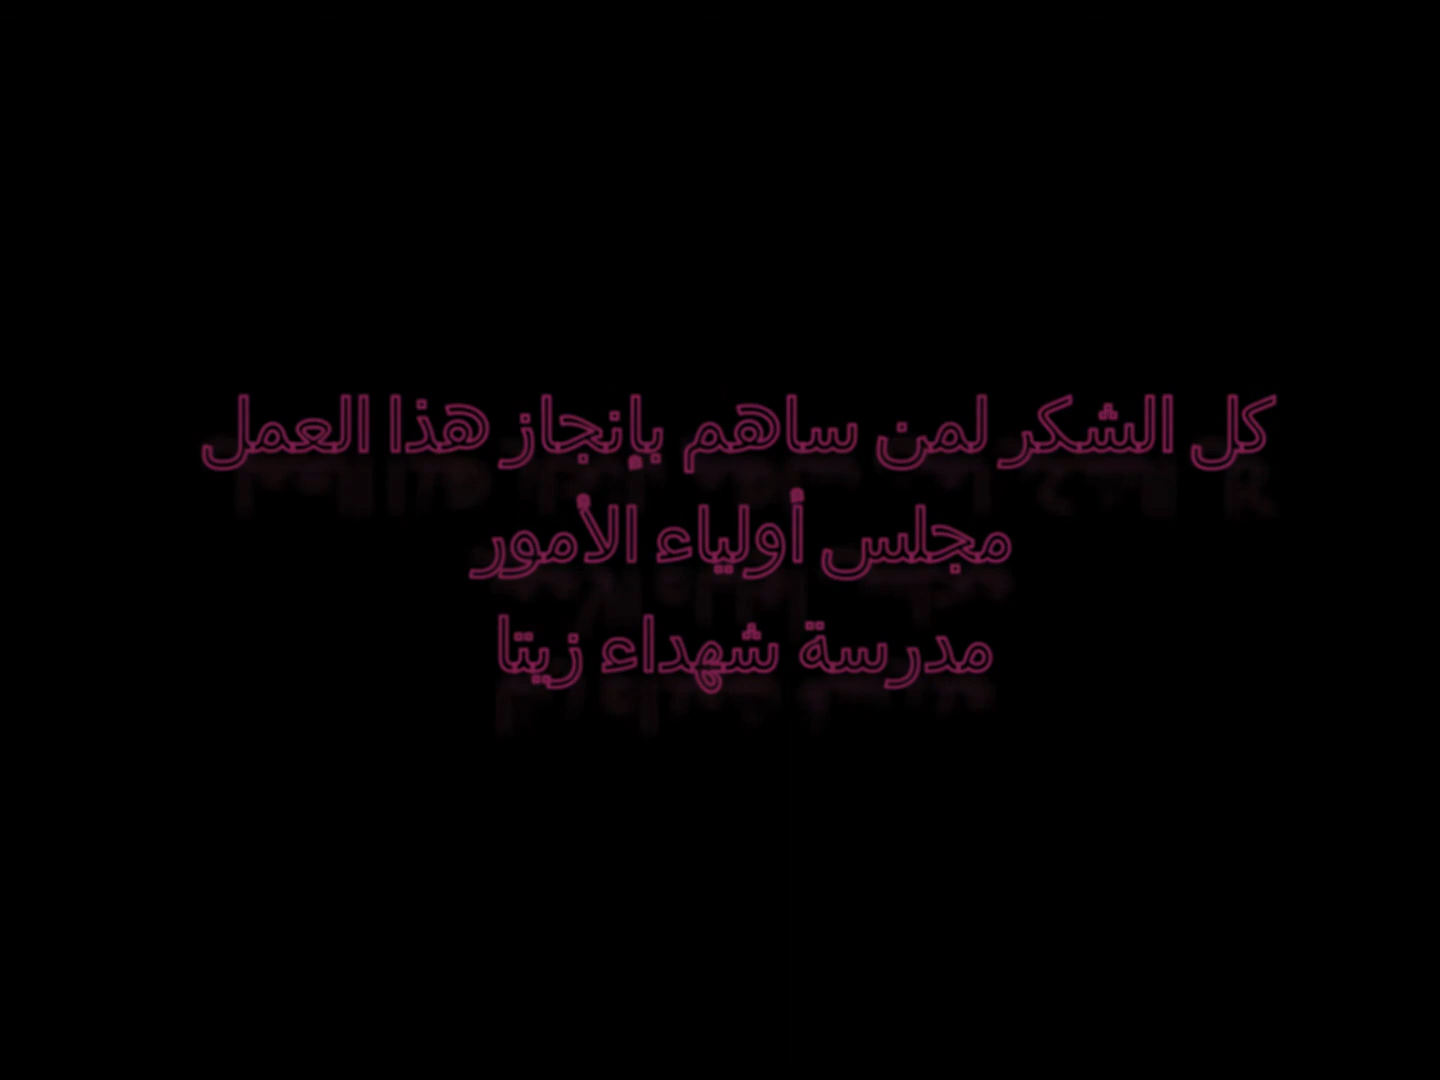 كل الشكر لمن ساهم بإنجاز هذا العمل
مجلس أولياء الأمور
مدرسة شهداء زيتا